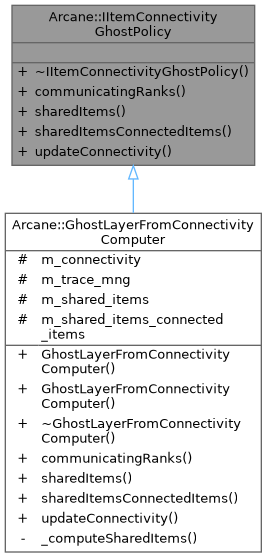 Arcane::IItemConnectivity
GhostPolicy
+ ~IItemConnectivityGhostPolicy()
+ communicatingRanks()
+ sharedItems()
+ sharedItemsConnectedItems()
+ updateConnectivity()
Arcane::GhostLayerFromConnectivity
Computer
# m_connectivity
# m_trace_mng
# m_shared_items
# m_shared_items_connected
_items
+ GhostLayerFromConnectivity
Computer()
+ GhostLayerFromConnectivity
Computer()
+ ~GhostLayerFromConnectivity
Computer()
+ communicatingRanks()
+ sharedItems()
+ sharedItemsConnectedItems()
+ updateConnectivity()
- _computeSharedItems()